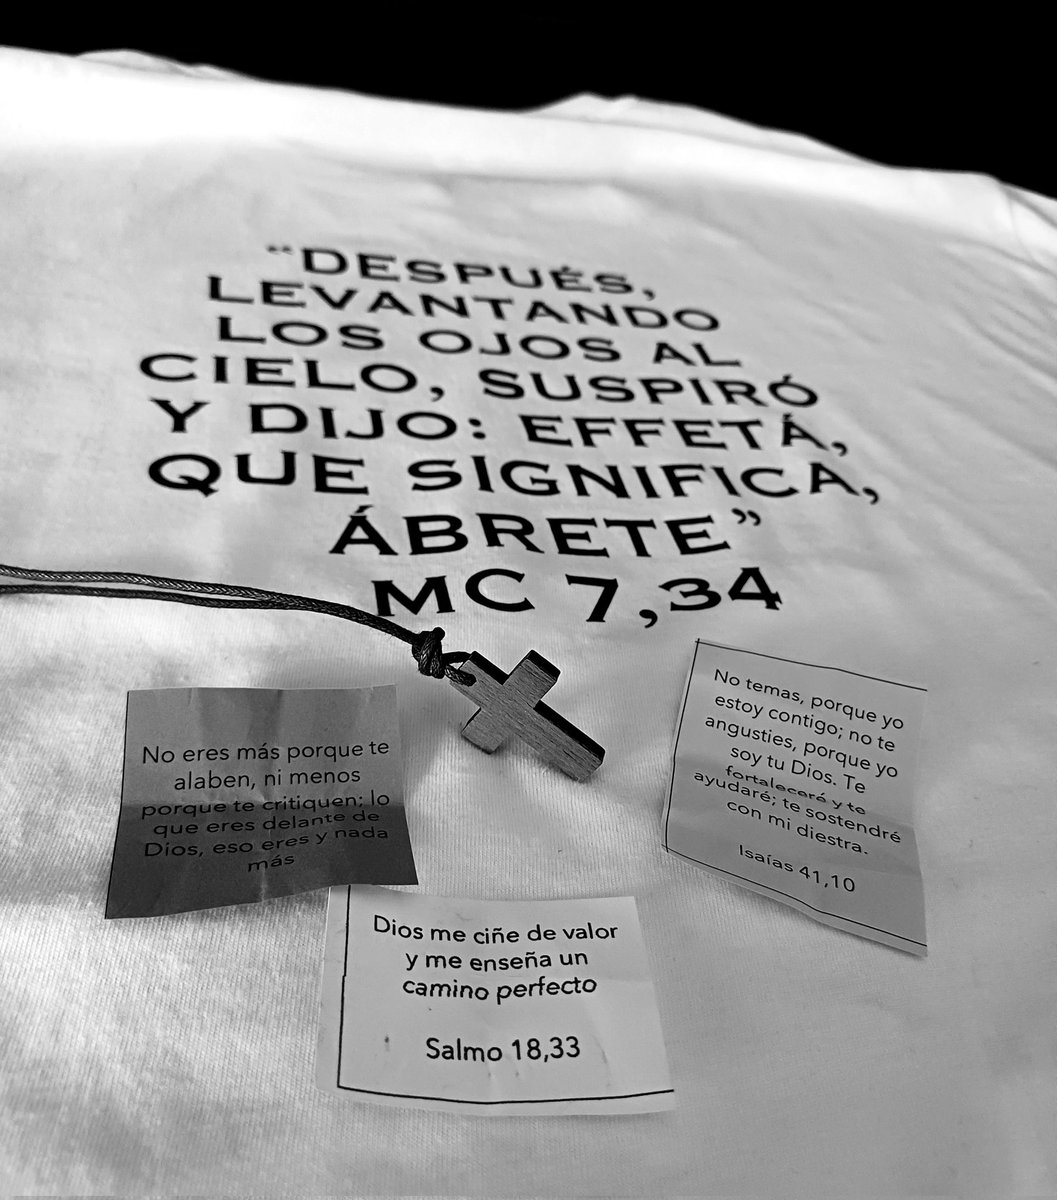 “DESPUÉS,
LEVANTANDO
LOS OJOS AL
CIELO, SUSPIRÓ
Y DIJO: EFFETÁ,
QUE SIGNIFICA,
ÁBRETE”
MC 7,34
No eres más porque te
alaben, ni menos
porque te critiquen; lo
que eres delante de
Dios, eso eres y nada
más
No temas, porque yo
estoy contigo; no te
angusties, porque yo
soy tu Dios. Te
fortaleceré y te
ayudaré; te sostendré
con mi diestra.
Isaías 41,10
Dios me ciñe de valor
y me enseña un
camino perfecto
Salmo 18,33